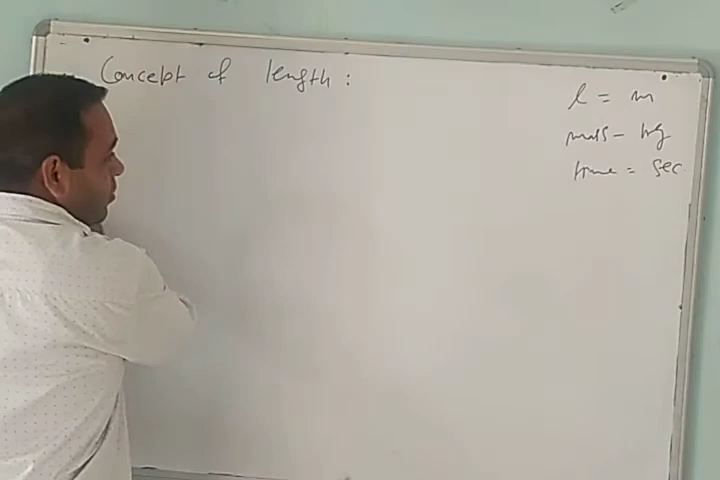 Concept of length :
l = m
mass - kg
time = sec